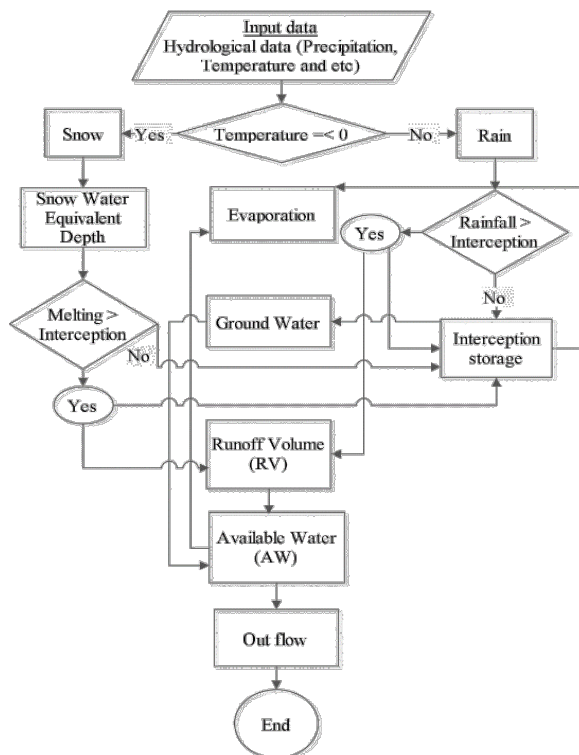 Input data
Hydrological data (Precipitation,
Temperature and etc)
Snow
Yes
Temperature =< 0
No
Rain
Snow Water
Equivalent
Depth
Evaporation
Yes
Rainfall >
Interception
No
Melting >
Interception
No
Ground Water
Interception
storage
Yes
Runoff Volume
(RV)
Available Water
(AW)
Out flow
End